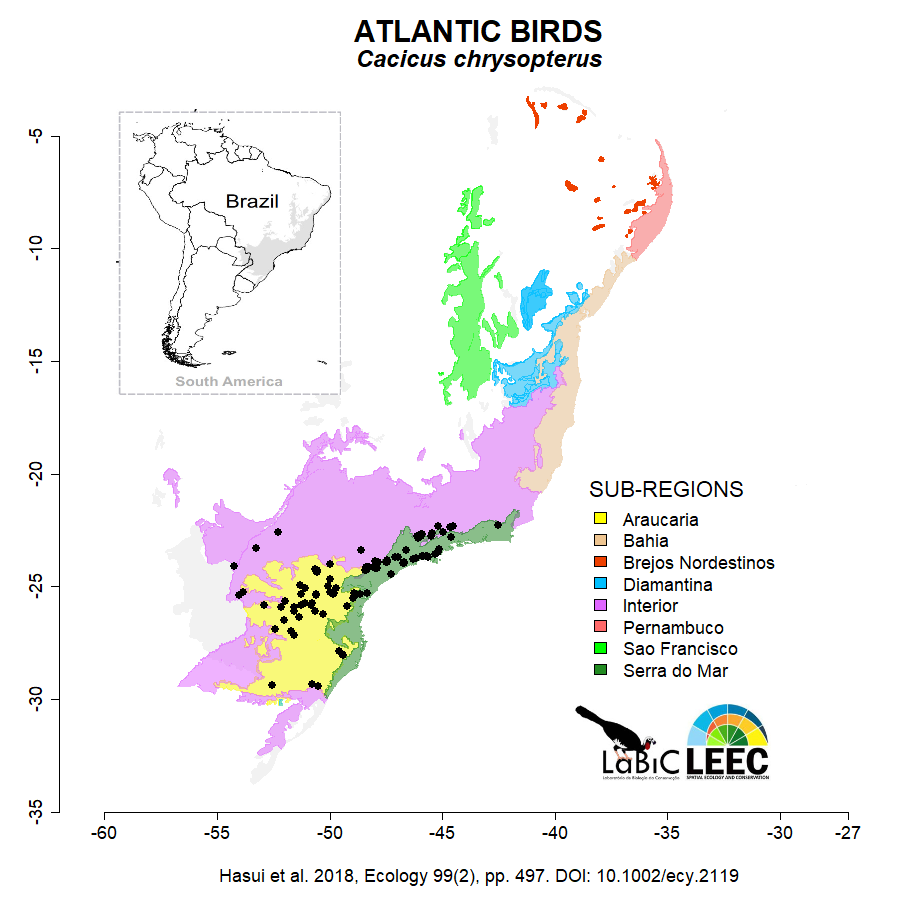 ATLANTIC BIRDS
Cacicus chrysopterus
-5
-10
-15
-20
-25
-30
-35
Brazil
South America
SUB-REGIONS
Araucaria
Bahia
Brejos Nordestinos
Diamantina
Interior
Pernambuco
Sao Francisco
Serra do Mar
LaBiC
Laboratório de Biologia da Conservação
LEEC
SPATIAL ECOLOGY AND CONSERVATION
-60
-55
-50
-45
-40
-35
-30
-27
Hasui et al. 2018, Ecology 99(2), pp. 497. DOI: 10.1002/ecy.2119